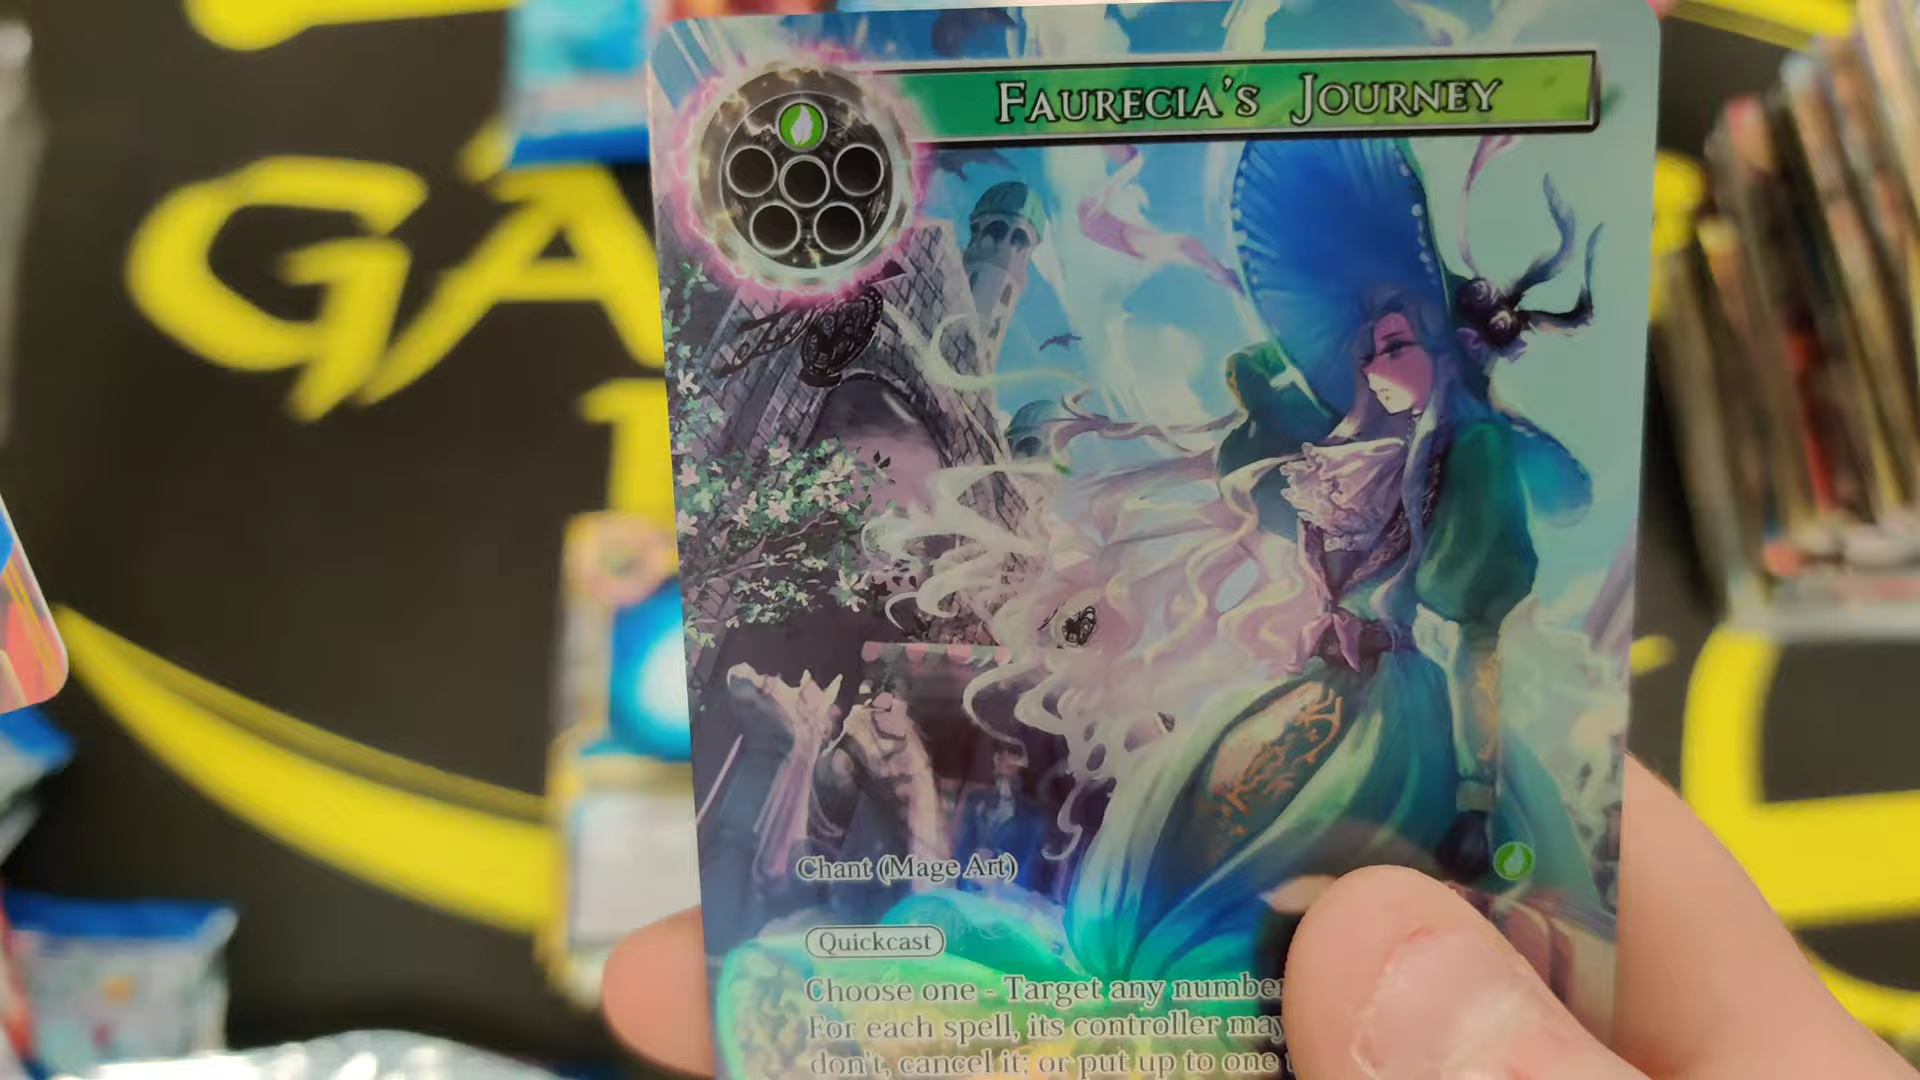 FAURECIA'S JOURNEY
Chant (Mage Art)
Quickcast
Choose one - Target any number
For each spell, its controller may
don't, cancel it; or put up to one
GA